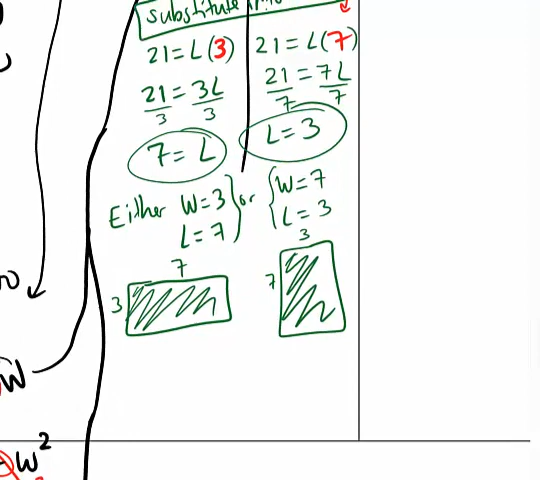 substitute into
21 = L(3)
21/3 = 3L/3
7 = L
21 = L(7)
21/7 = 7L/7
L = 3
Either W = 3 L = 7 } or { W = 7 L = 3
7
3
3
7
W
W²